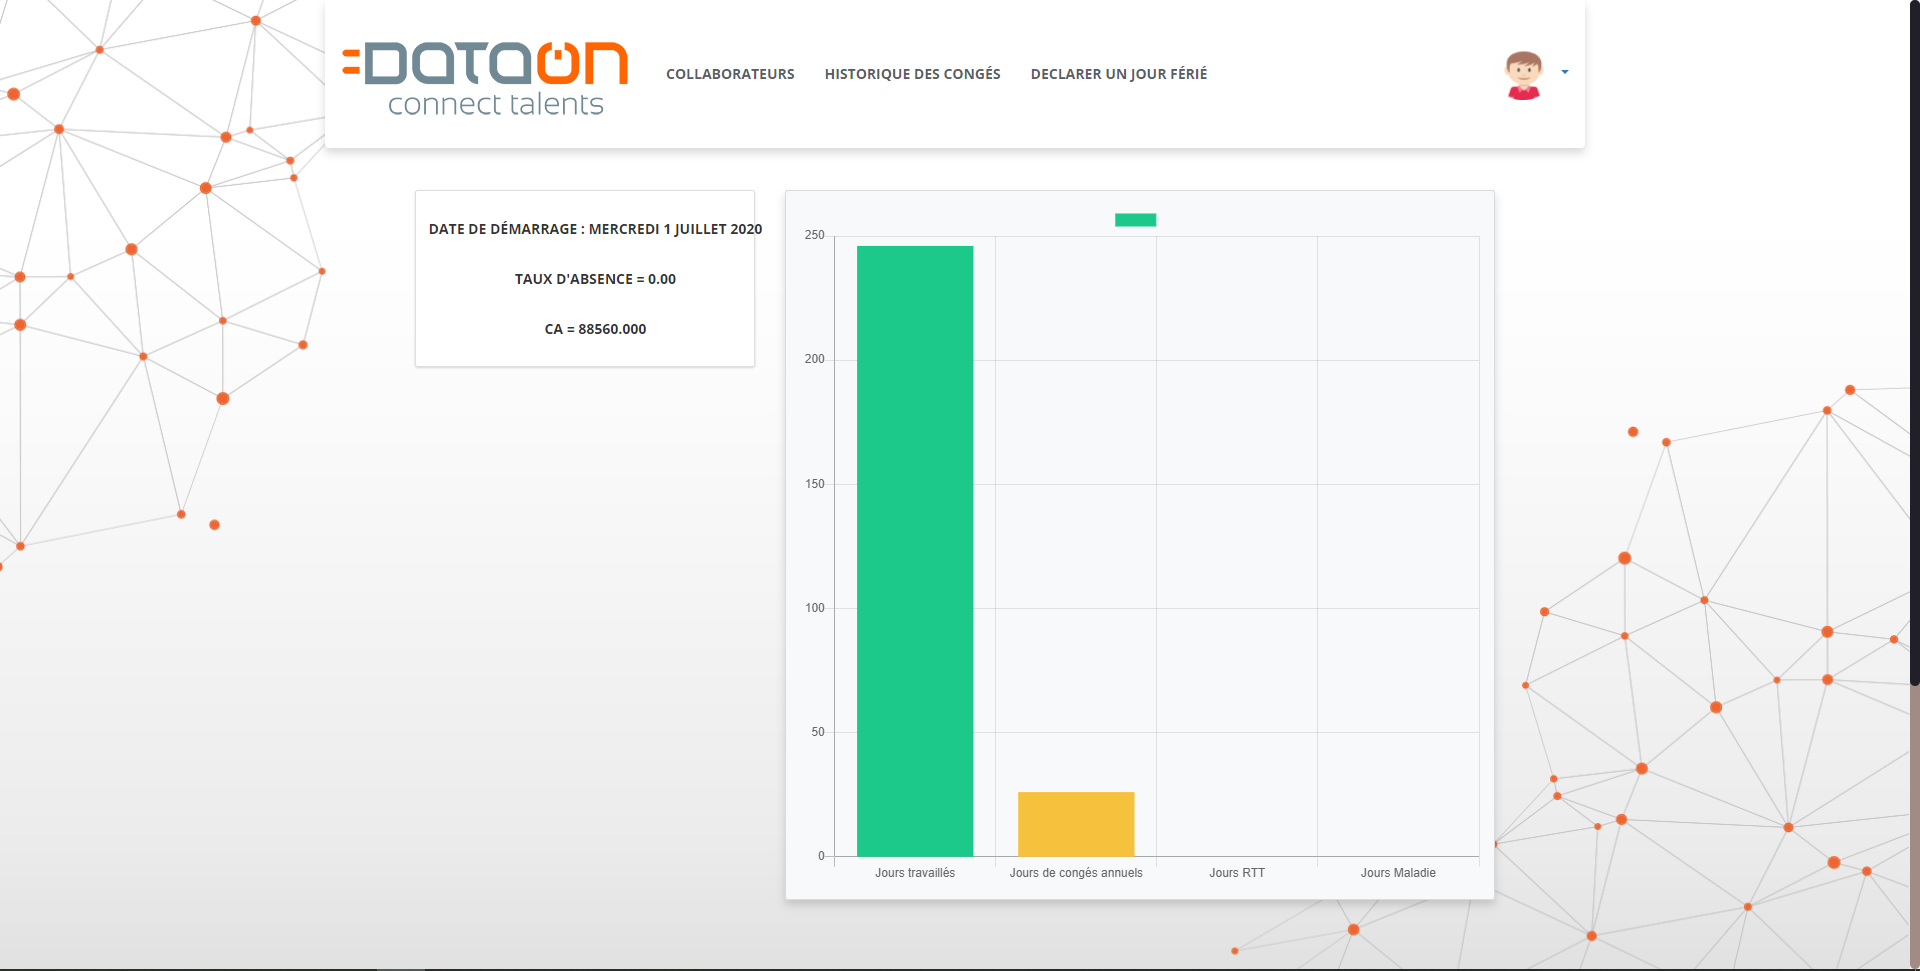 DATAON
connect talents
COLLABORATEURS
HISTORIQUE DES CONGÉS
DECLARER UN JOUR FÉRIÉ
DATE DE DÉMARRAGE : MERCREDI 1 JUILLET 2020
TAUX D'ABSENCE = 0.00
CA = 88560.000
250
200
150
100
50
0
Jours travaillés
Jours de congés annuels
Jours RTT
Jours Maladie